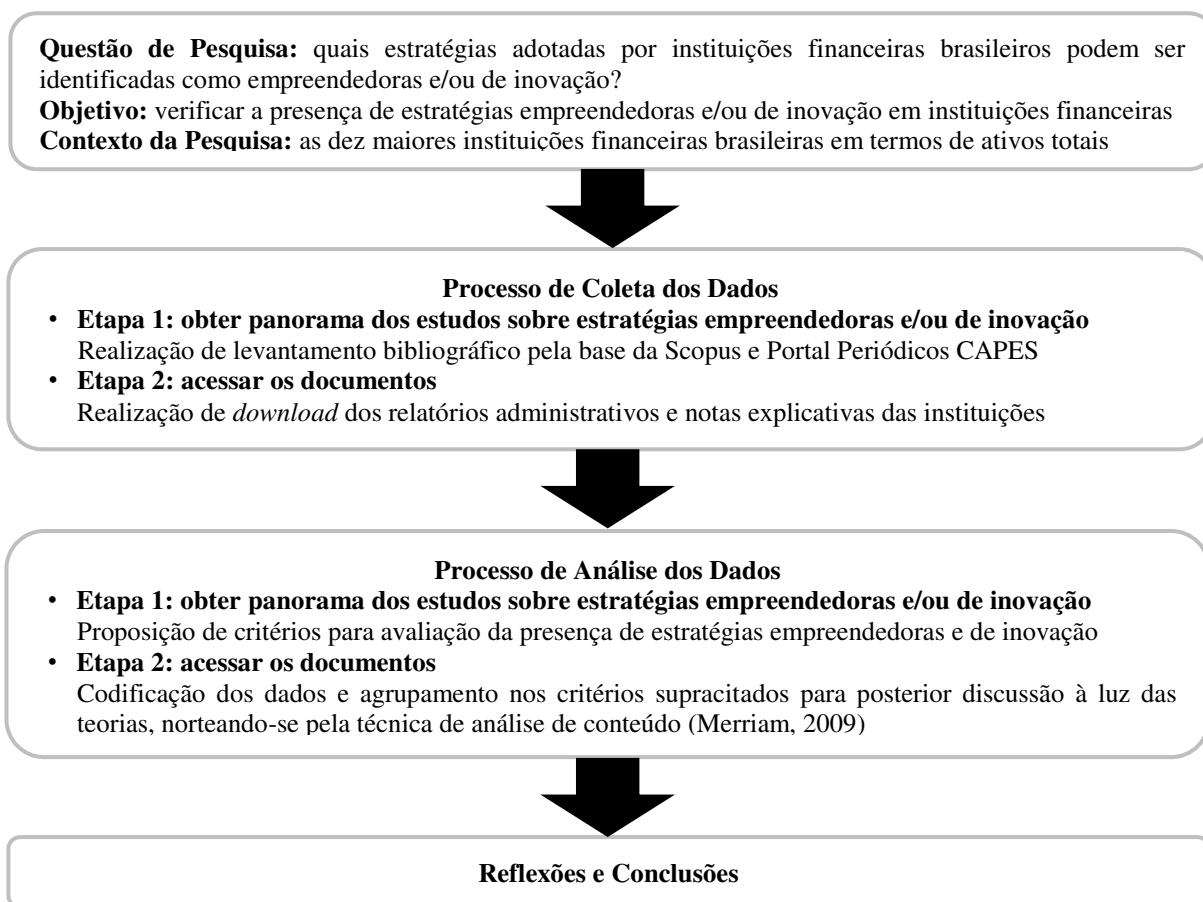 Questão de Pesquisa: quais estratégias adotadas por instituições financeiras brasileiros podem ser
identificadas como empreendedoras e/ou de inovação?
Objetivo: verificar a presença de estratégias empreendedoras e/ou de inovação em instituições financeiras
Contexto da Pesquisa: as dez maiores instituições financeiras brasileiras em termos de ativos totais
Processo de Coleta dos Dados
• Etapa 1: obter panorama dos estudos sobre estratégias empreendedoras e/ou de inovação
Realização de levantamento bibliográfico pela base da Scopus e Portal Periódicos CAPES
• Etapa 2: acessar os documentos
Realização de download dos relatórios administrativos e notas explicativas das instituições
Processo de Análise dos Dados
• Etapa 1: obter panorama dos estudos sobre estratégias empreendedoras e/ou de inovação
Proposição de critérios para avaliação da presença de estratégias empreendedoras e de inovação
• Etapa 2: acessar os documentos
Codificação dos dados e agrupamento nos critérios supracitados para posterior discussão à luz das
teorias, norteando-se pela técnica de análise de conteúdo (Merriam, 2009)
Reflexões e Conclusões